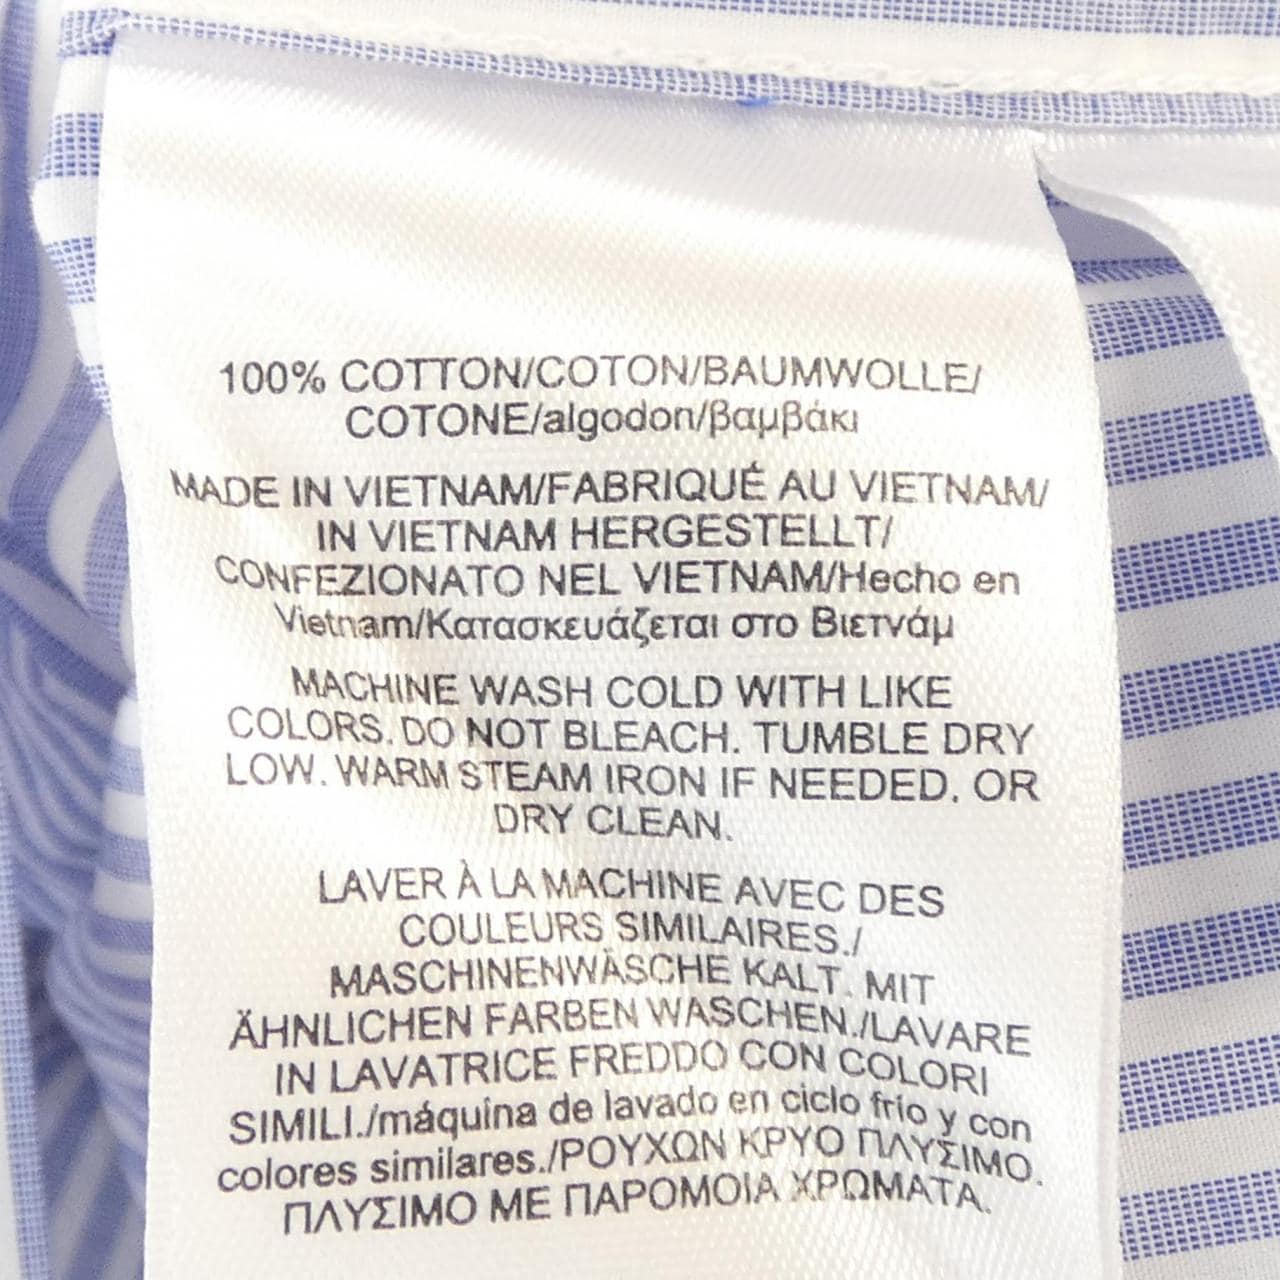 100% COTTON/COTON/BAUMWOLLE/
COTONE/algodon/βαμβάκι
MADE IN VIETNAM/FABRIQUÉ AU VIETNAM/
IN VIETNAM HERGESTELLT/
CONFEZIONATO NEL VIETNAM/Hecho en
Vietnam/Κατασκευάζεται στο Βιετνάμ
MACHINE WASH COLD WITH LIKE
COLORS. DO NOT BLEACH. TUMBLE DRY
LOW. WARM STEAM IRON IF NEEDED. OR
DRY CLEAN.
LAVER À LA MACHINE AVEC DES
COULEURS SIMILAIRES./
MASCHINENWÄSCHE KALT. MIT
ÄHNLICHEN FARBEN WASCHEN./LAVARE
IN LAVATRICE FREDDO CON COLORI
SIMILI./máquina de lavado en ciclo frio y con
colores similares./ΡΟΥΧΩΝ ΚΡΥΟ ΠΛΥΣΙΜΟ.
ΠΛΥΣΙΜΟ ΜΕ ΠΑΡΟΜΟΙΑ ΧΡΩΜΑΤΑ.